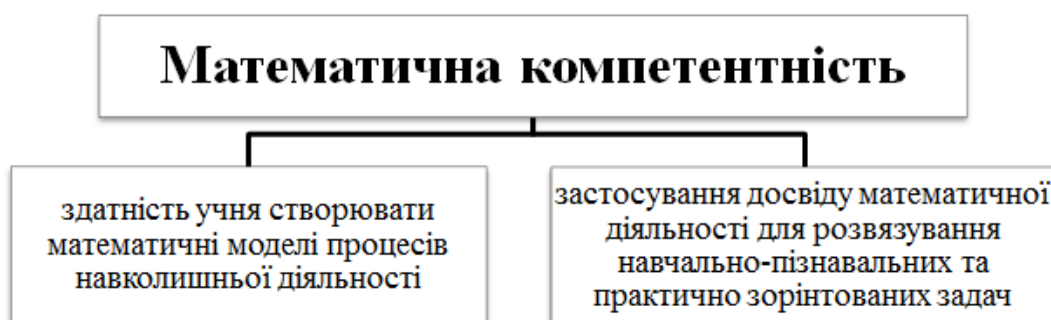 Математична компетентність
здатність учня створювати
математичні моделі процесів
навколишньої діяльності
застосування досвіду математичної
діяльності для розвязування
навчально-пізнавальних та
практично зорінтованих задач